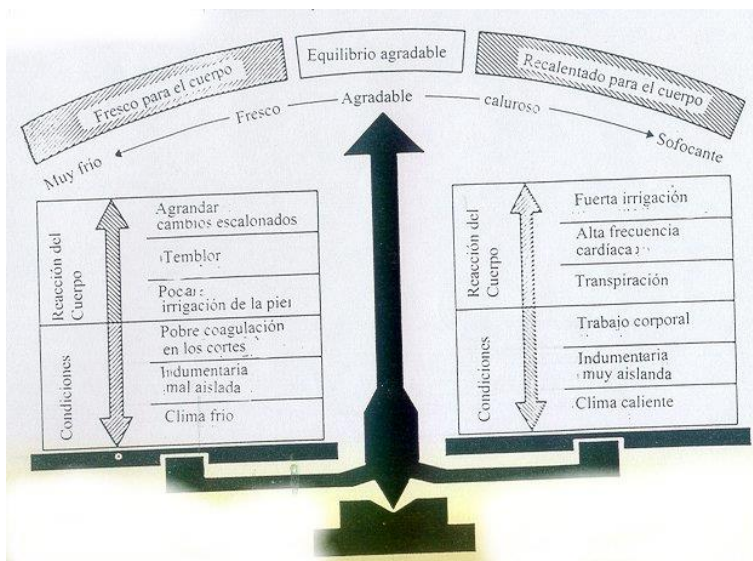 Equilibrio agradable
Fresco para el cuerpo
Recalentado para el cuerpo
Muy frio
Fresco
Agradable
caluroso
Sofocante
Reacción del
Cuerpo
Agrandar
cambios escalonados
Temblor
irrigación de la piel
Condiciones
Pobre coagulación
en los cortes
Indumentaria
mal aislada
Clima frio
Reacción del
Cuerpo
Fuerta irrigación
Alta frecuencia
cardíaca
Transpiración
Condiciones
Trabajo corporal
Indumentaria
muy aislanda
Clima caliente